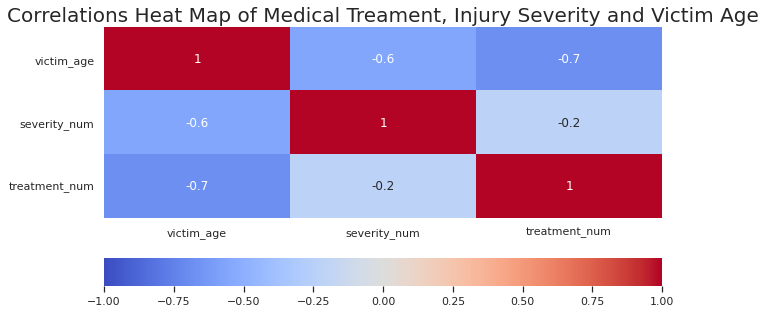 Correlations Heat Map of Medical Treament, Injury Severity and Victim Age
victim_age 1 -0.6 -0.7
severity_num -0.6 1 -0.2
treatment_num -0.7 -0.2 1
victim_age severity_num treatment_num
−1.00 −0.75 −0.50 −0.25 0.00 0.25 0.50 0.75 1.00